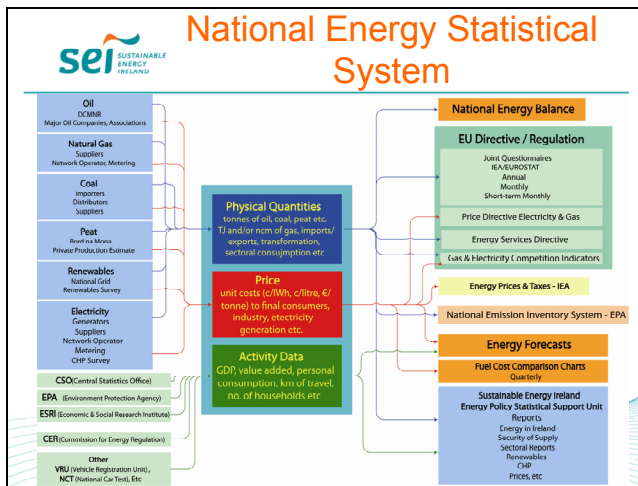 National Energy Statistical
System
sei SUSTAINABLE
ENERGY
IRELAND
Oil
DCMNR
Major Oil Companies, Associations
Natural Gas
Suppliers
Network Operator, Metering
Coal
Importers
Distributors
Suppliers
Peat
Bord na Mona
Private Production Estimate
Renewables
National Grid
Renewables Survey
Electricity
Generators
Suppliers
Network Operator
Metering
CHP Survey
CSO(Central Statistics Office)
EPA (Environment Protection Agency)
ESRI (Economic & Social Research Institute)
CER(Commission for Energy Regulation)
Other
VRU (Vehicle Registration Unit) ,
NCT (National Car Test), Etc
Physical Quantities
tonnes of oil, coal, peat etc.
TJ and/or ncm of gas, imports/
exports, transformation,
sectoral consujmption etc
Price
unit costs (c/lWh, c/litre, €/
tonne) to final consumers,
industry, etectricity
generation etc.
Activity Data
GDP, value added, personal
consumption, km of travel,
no. of households etc
National Energy Balance
EU Directive / Regulation
Joint Questionnaires
IEA/EUROSTAT
Annual
Monthly
Short-term Monthly
Price Directive Electricity & Gas
Energy Services Directive
Gas & Electricity Competition Indicators
Energy Prices & Taxes - IEA
National Emission Inventory System - EPA
Energy Forecasts
Fuel Cost Comparison Charts
Quarterly
Sustainable Energy Ireland
Energy Policy Statistical Support Unit
Reports
Energy in Ireland
Security of Supply
Sectoral Reports
Renewables
CHP
Prices, etc